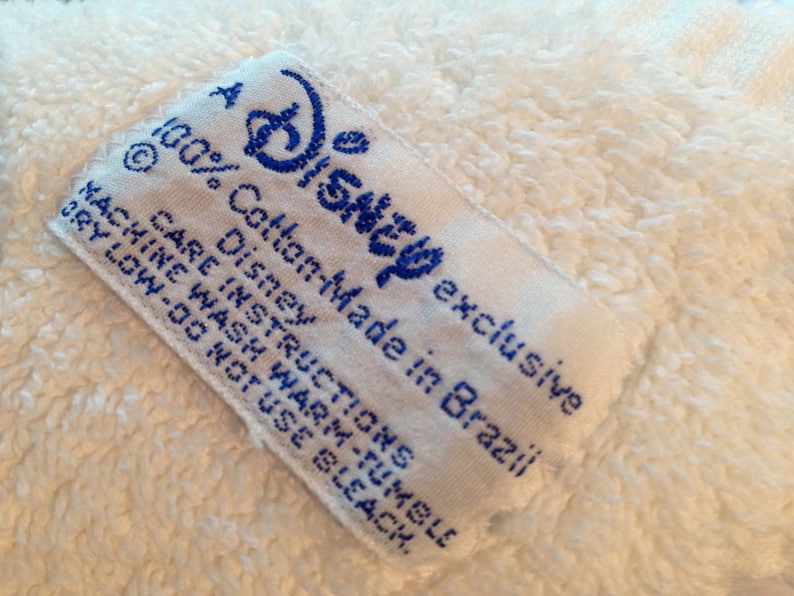 A Disney exclusive
100% Cotton-Made in Brazil
© Disney
CARE INSTRUCTIONS
MACHINE WASH WARM-TUMBLE
DRY LOW-DO NOT USE BLEACH.